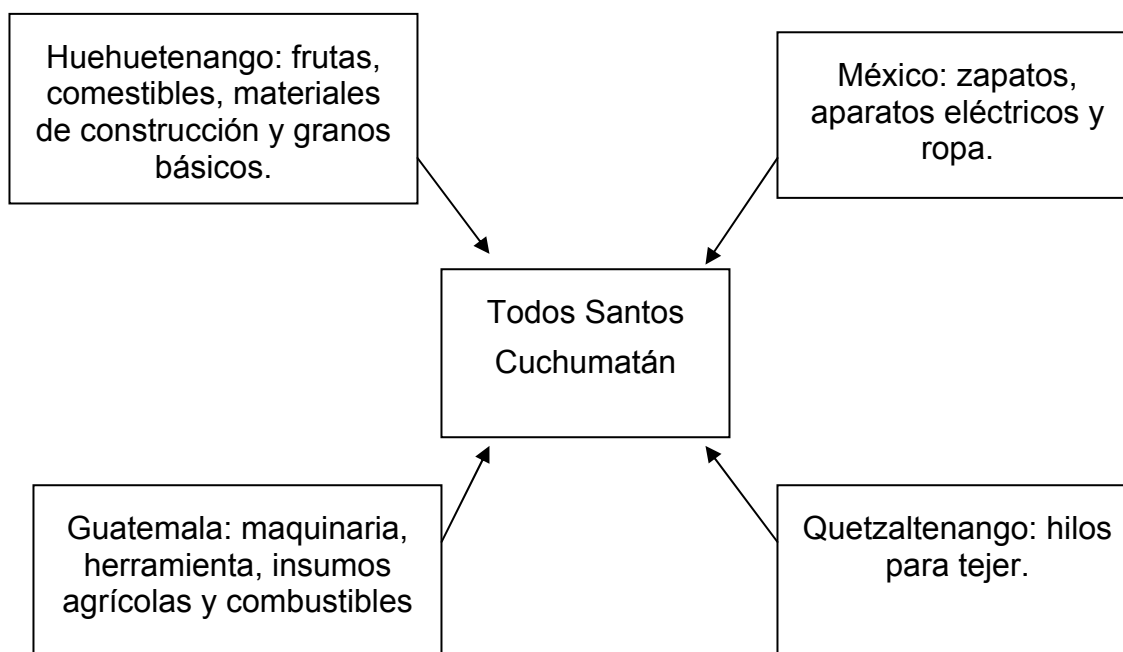 Huehuetenango: frutas,
comestibles, materiales
de construcción y granos
básicos.
México: zapatos,
aparatos eléctricos y
ropa.
Todos Santos
Cuchumatán
Guatemala: maquinaria,
herramienta, insumos
agrícolas y combustibles
Quetzaltenango: hilos
para tejer.